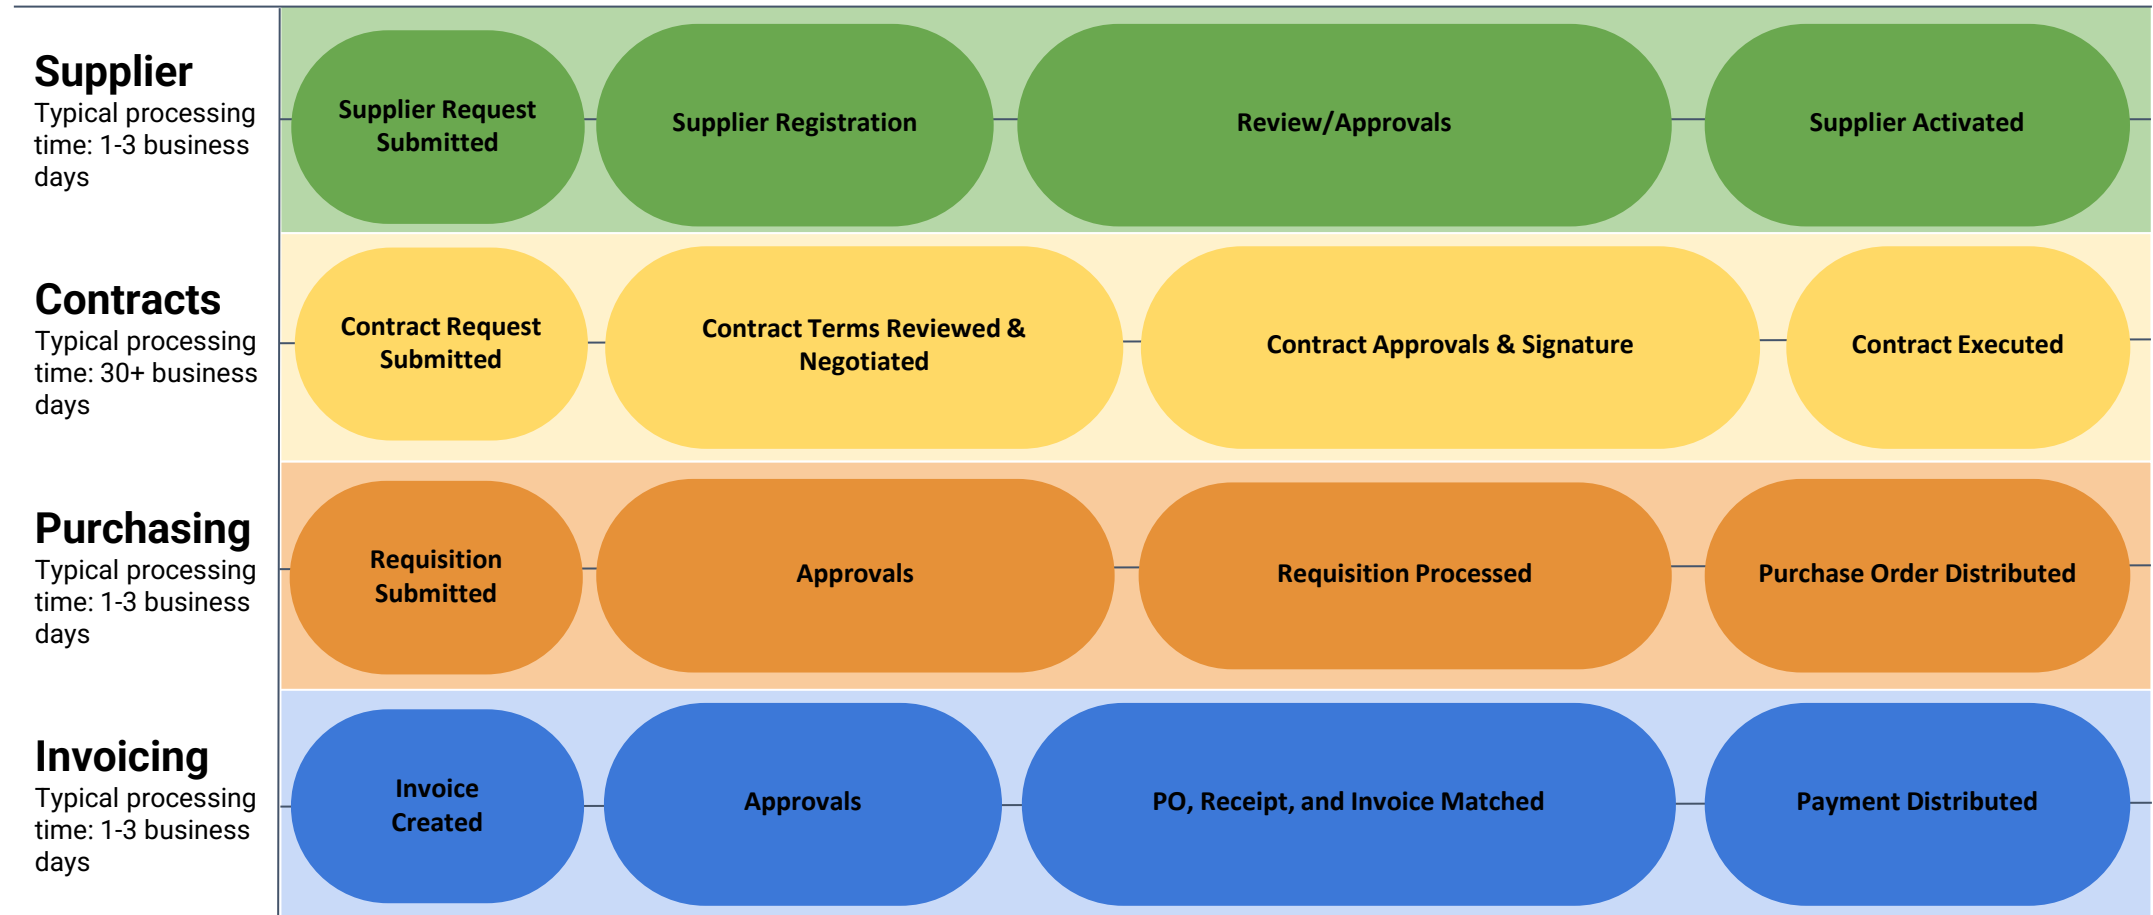 Supplier
Typical processing
time: 1-3 business
days
Supplier Request
Submitted
Supplier Registration
Review/Approvals
Supplier Activated
Contracts
Typical processing
time: 30+ business
days
Contract Request
Submitted
Contract Terms Reviewed &
Negotiated
Contract Approvals & Signature
Contract Executed
Purchasing
Typical processing
time: 1-3 business
days
Requisition
Submitted
Approvals
Requisition Processed
Purchase Order Distributed
Invoicing
Typical processing
time: 1-3 business
days
Invoice
Created
Approvals
PO, Receipt, and Invoice Matched
Payment Distributed